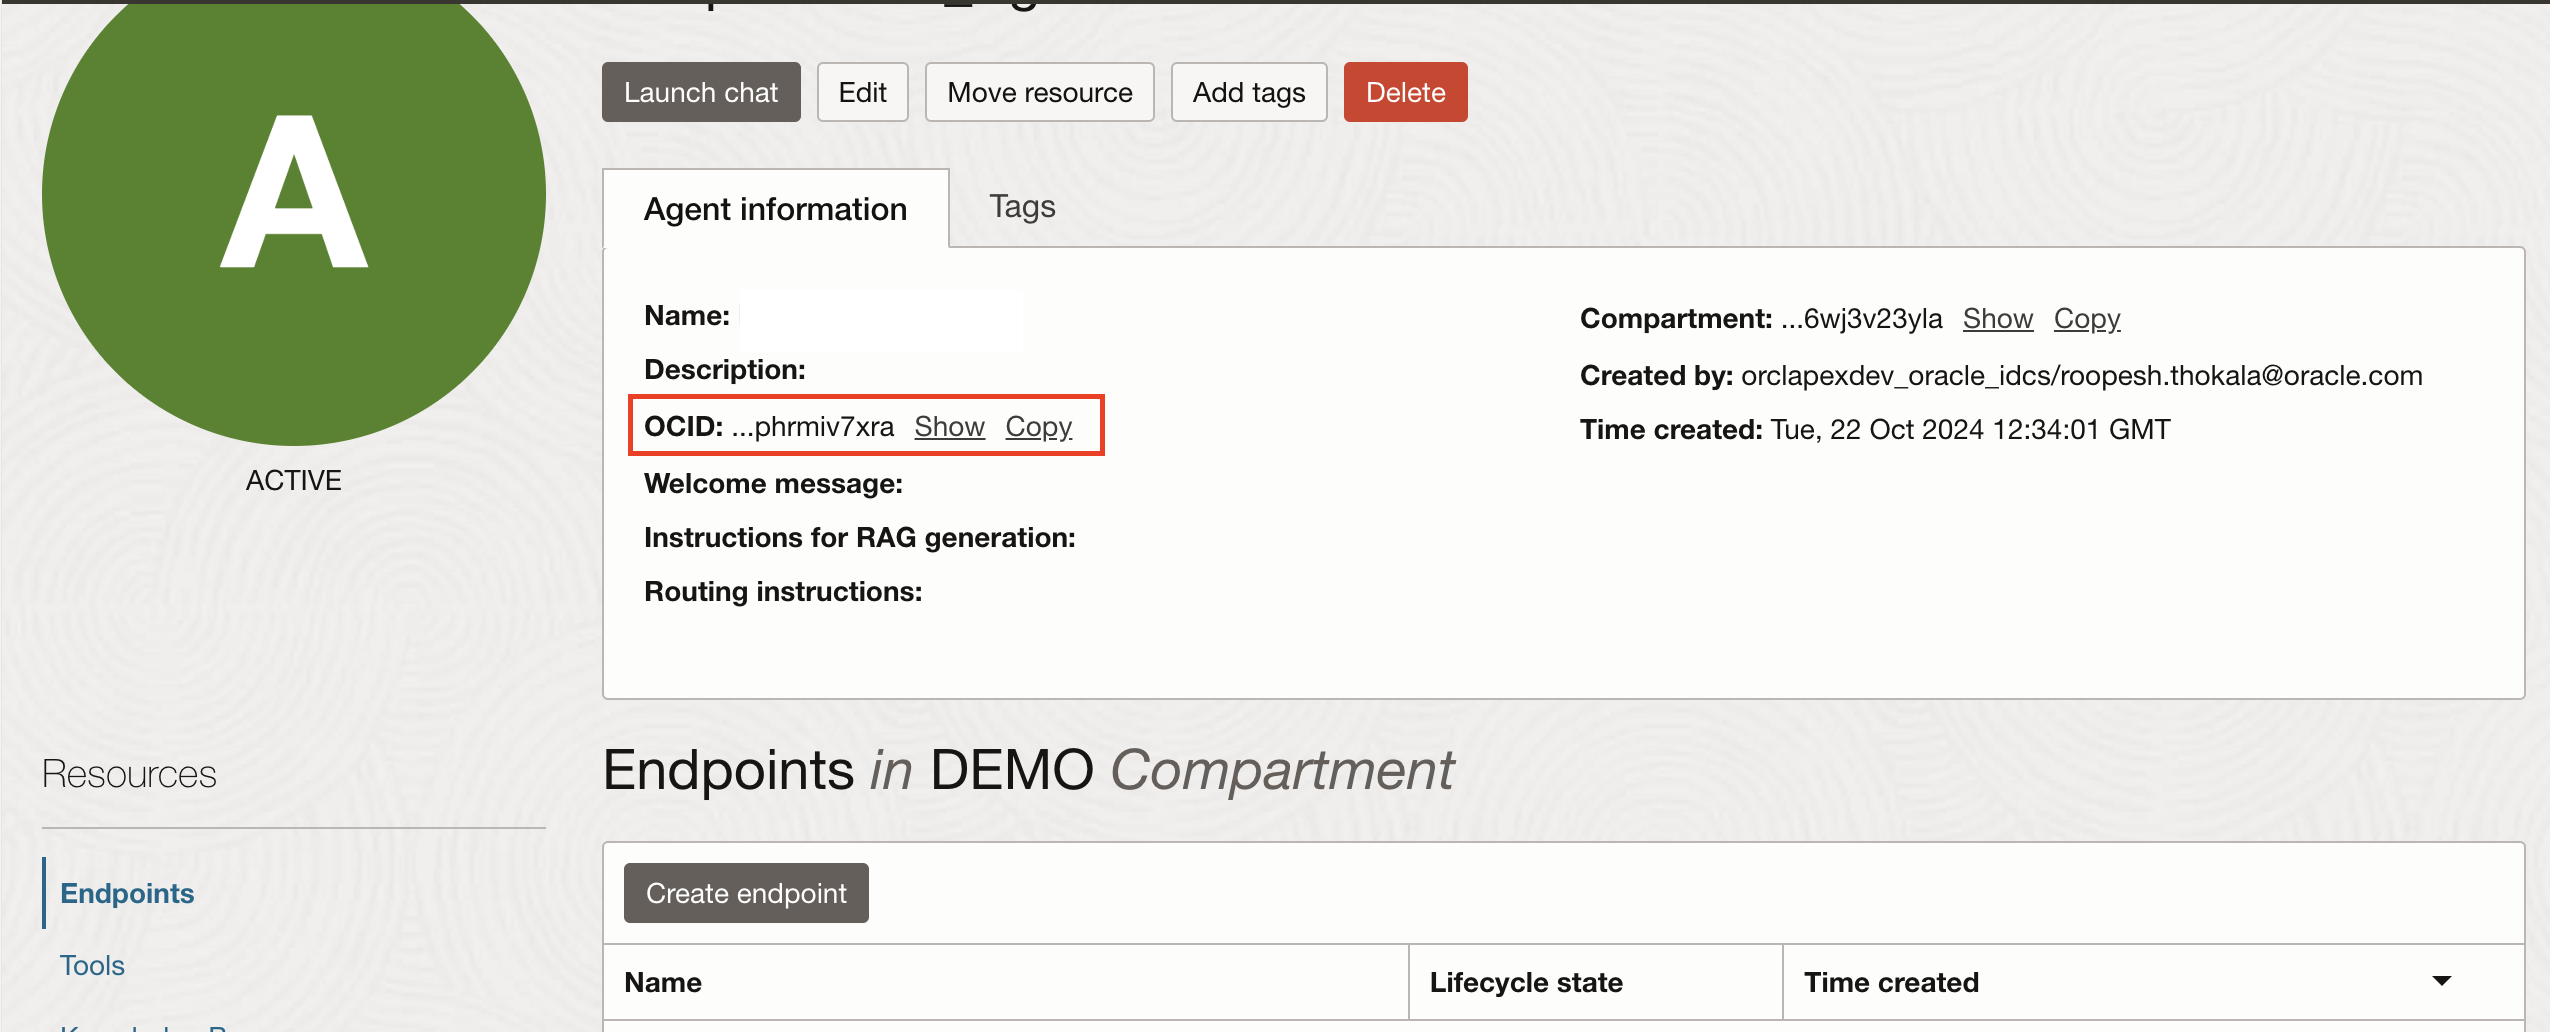 A
ACTIVE
Launch chat Edit Move resource Add tags Delete
Agent information Tags
Name:
Description:
OCID: ...phrmiv7xra Show Copy
Welcome message:
Instructions for RAG generation:
Routing instructions:
Compartment: ...6wj3v23yla Show Copy
Created by: orclapexdev_oracle_idcs/roopesh.thokala@oracle.com
Time created: Tue, 22 Oct 2024 12:34:01 GMT
Resources
Endpoints
Tools
Endpoints in DEMO Compartment
Create endpoint
Name Lifecycle state Time created